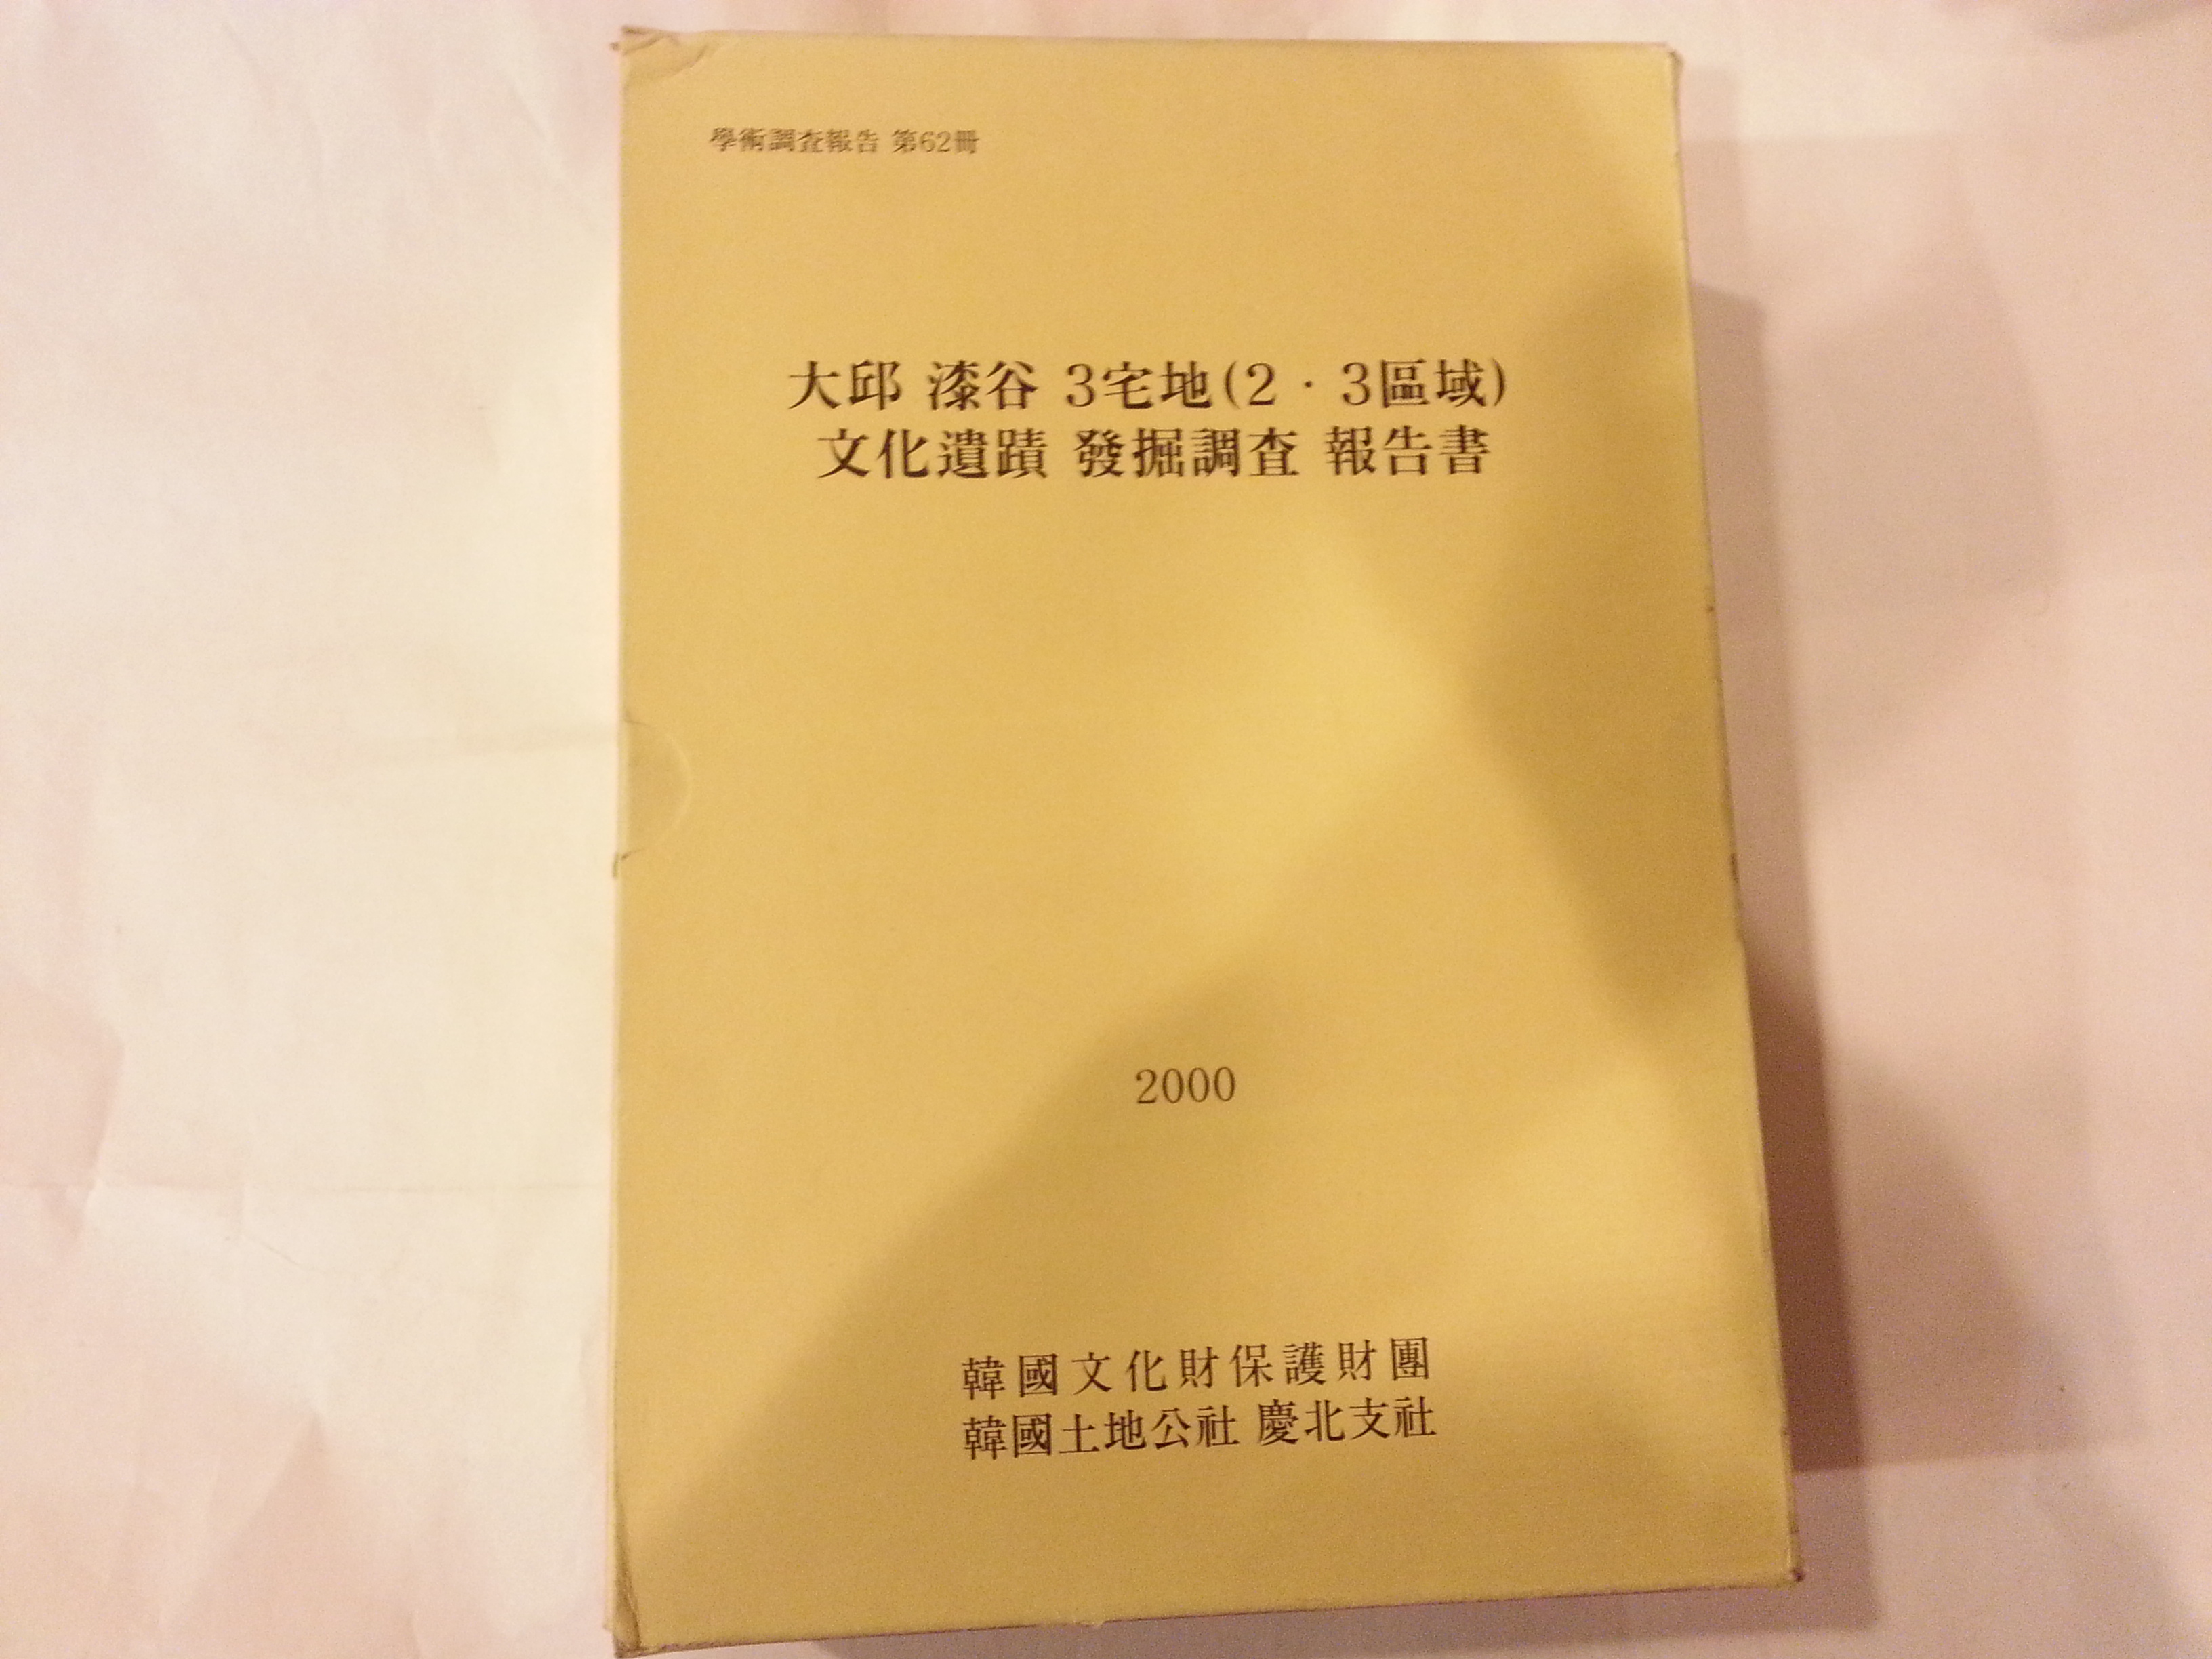 學術調査報告 第62冊
大邱 漆谷 3宅地(2 · 3區域)
文化遺蹟 發掘調査 報告書
2000
韓國文化財保護財團
韓國土地公社 慶北支社